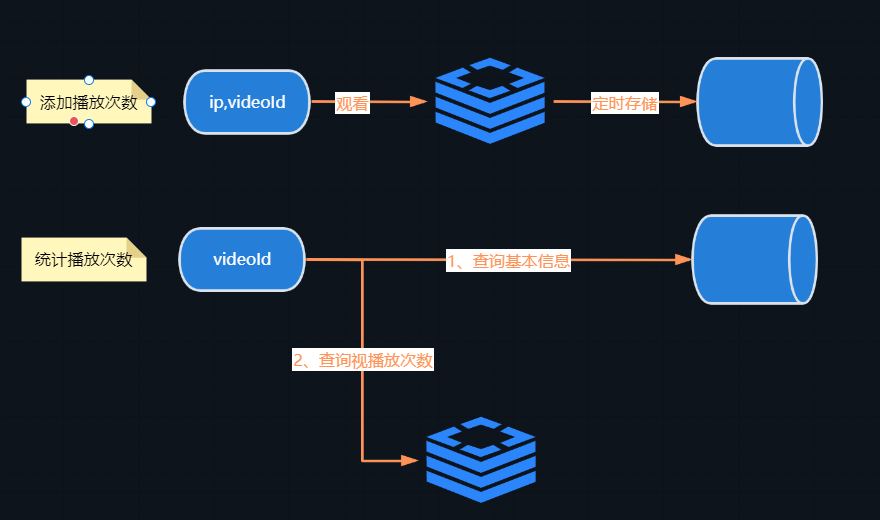 添加播放次数
ip,videoId
观看
定时存储
统计播放次数
videoId
1、查询基本信息
2、查询视播放次数